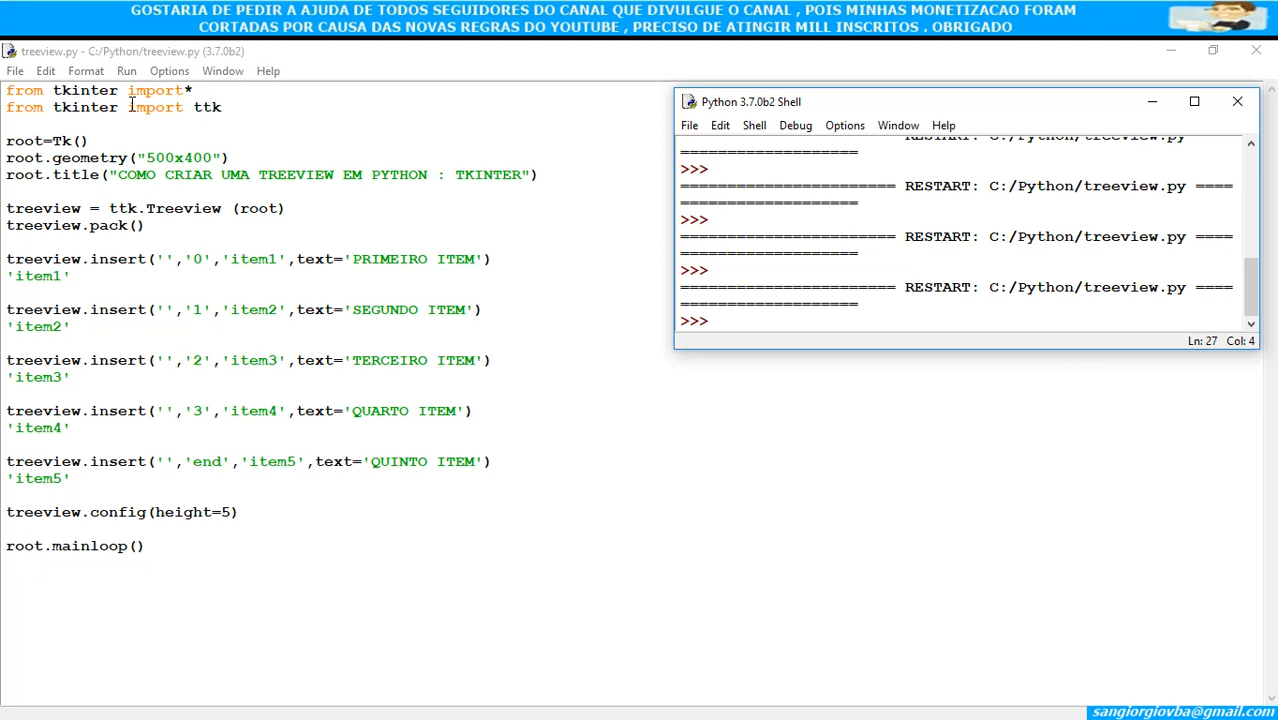 GOSTARIA DE PEDIR A AJUDA DE TODOS SEGUIDORES DO CANAL QUE DIVULGUE O CANAL , POIS MINHAS MONETIZACAO FORAM
CORTADAS POR CAUSA DAS NOVAS REGRAS DO YOUTUBE , PRECISO DE ATINGIR MILL INSCRITOS . OBRIGADO
treeview.py - C:/Python/treeview.py (3.7.0b2)
File Edit Format Run Options Window Help
from tkinter import*
from tkinter import ttk
root=Tk()
root.geometry("500x400")
root.title("COMO CRIAR UMA TREEVIEW EM PYTHON : TKINTER")
treeview = ttk.Treeview (root)
treeview.pack()
treeview.insert('','0','item1',text='PRIMEIRO ITEM')
'item1'
treeview.insert('','1','item2',text='SEGUNDO ITEM')
'item2'
treeview.insert('','2','item3',text='TERCEIRO ITEM')
'item3'
treeview.insert('','3','item4',text='QUARTO ITEM')
'item4'
treeview.insert('','end','item5',text='QUINTO ITEM')
'item5'
treeview.config(height=5)
root.mainloop()
Python 3.7.0b2 Shell
File Edit Shell Debug Options Window Help
RESTART: C:/Python/treeview.py
===================
>>>
======================= RESTART: C:/Python/treeview.py ====
===================
>>>
======================= RESTART: C:/Python/treeview.py ====
===================
>>>
======================= RESTART: C:/Python/treeview.py ====
===================
>>>
Ln: 27 Col: 4
sangiorgiovba@gmail.com